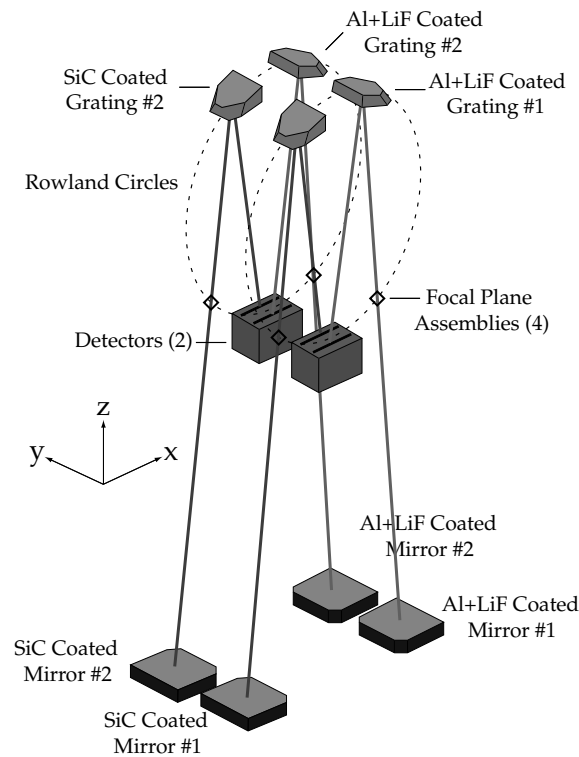 Al+LiF Coated
Grating #2
SiC Coated
Grating #2
Al+LiF Coated
Grating #1
Rowland Circles
Focal Plane
Assemblies (4)
Detectors (2)
z
y
x
Al+LiF Coated
Mirror #2
Al+LiF Coated
Mirror #1
SiC Coated
Mirror #2
SiC Coated
Mirror #1